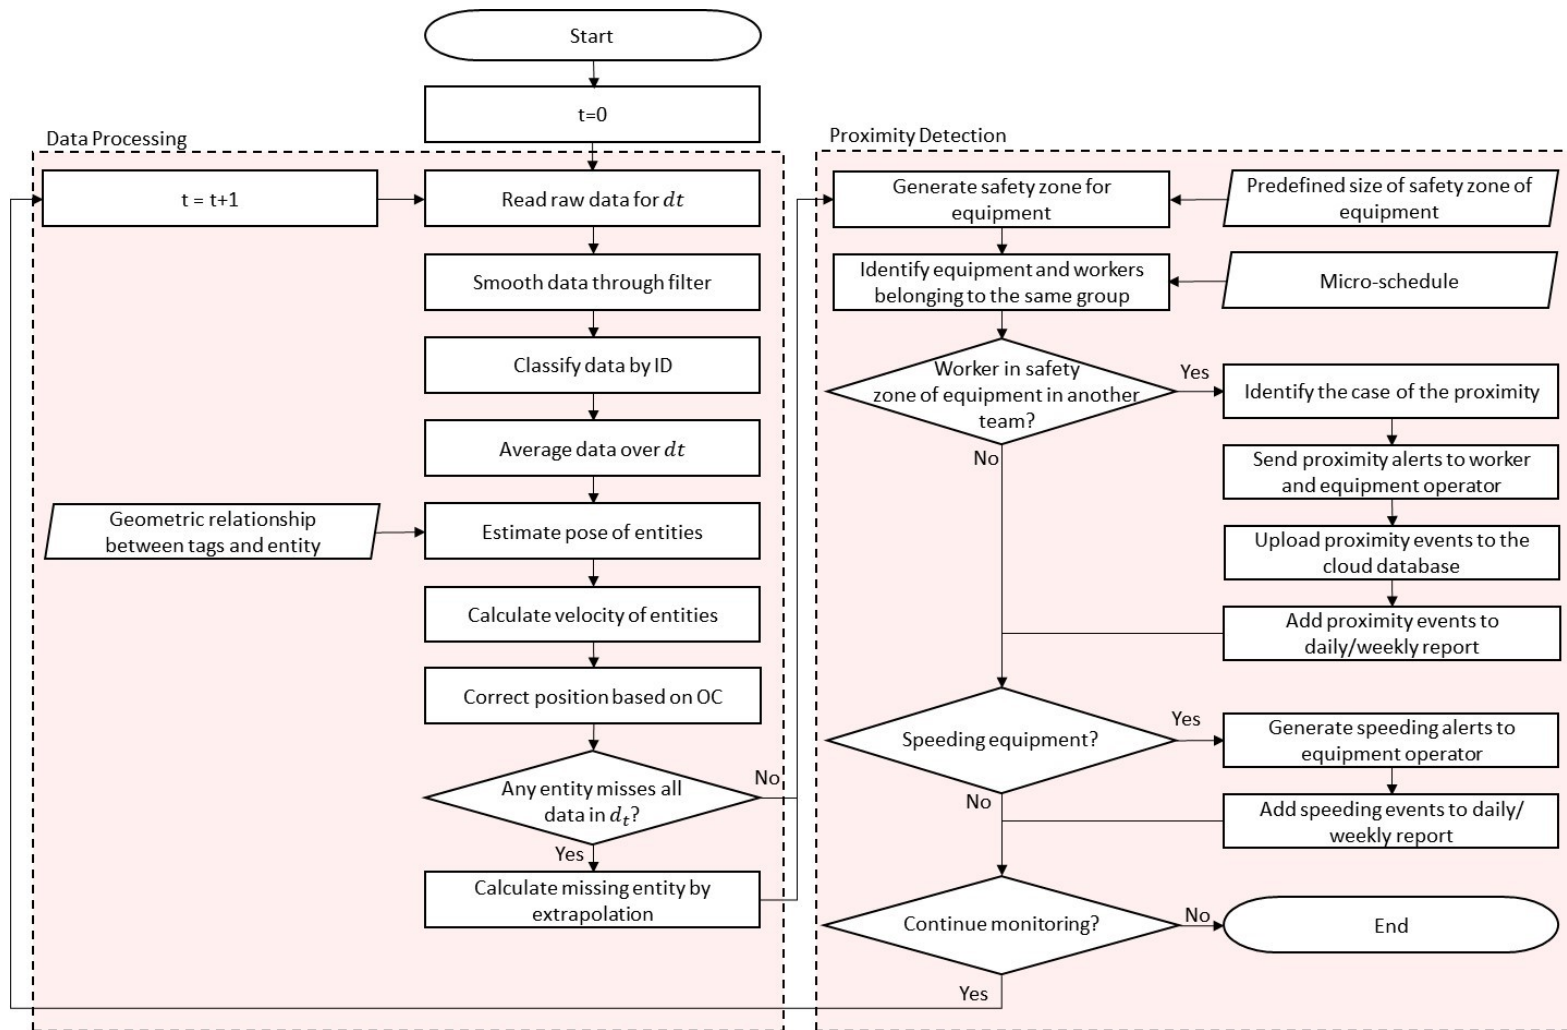 Start
t=0
Data Processing
t = t+1
Read raw data for dt
Smooth data through filter
Classify data by ID
Average data over dt
Geometric relationship
between tags and entity
Estimate pose of entities
Calculate velocity of entities
Correct position based on OC
Any entity misses all
data in dt?
No
Yes
Calculate missing entity by
extrapolation
Proximity Detection
Generate safety zone for
equipment
Predefined size of safety zone of
equipment
Identify equipment and workers
belonging to the same group
Micro-schedule
Worker in safety
zone of equipment in another
team?
Yes
No
Identify the case of the proximity
Send proximity alerts to worker
and equipment operator
Upload proximity events to the
cloud database
Add proximity events to
daily/weekly report
Speeding equipment?
Yes
No
Generate speeding alerts to
equipment operator
Add speeding events to daily/
weekly report
Continue monitoring?
No
Yes
End